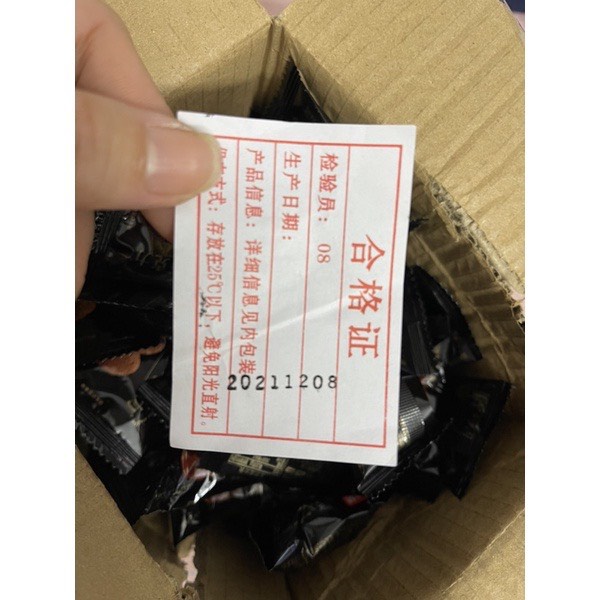 合格证
检验员：08
生产日期：
产品信息：详细信息见内包装
方式：存放在25℃以下，避免阳光直射。
20211208